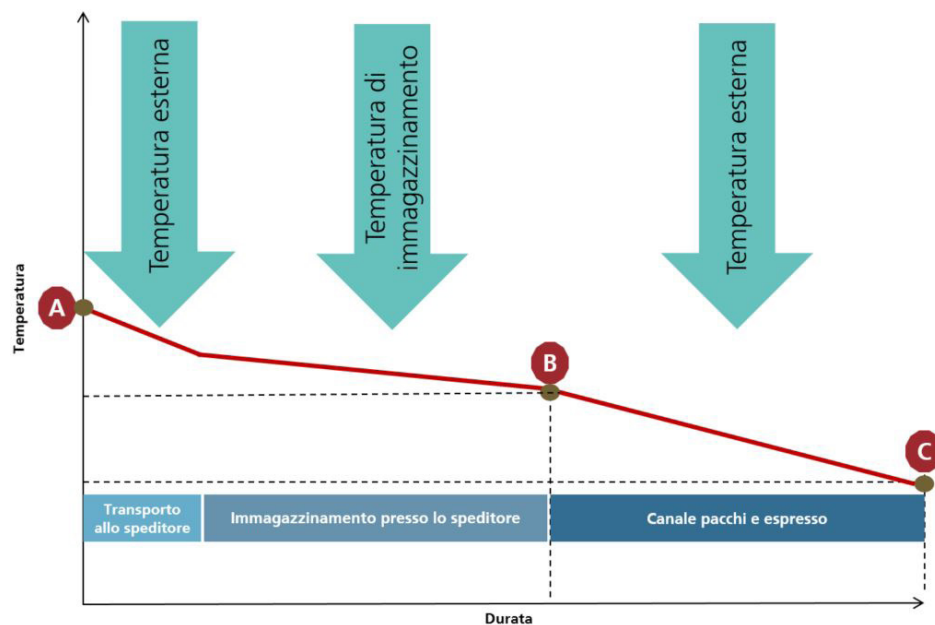 Temperatura esterna
Temperatura di
immagazzinamento
Temperatura esterna
Temperatura
A
B
C
Transporto
allo speditore
Immagazzinamento presso lo speditore
Canale pacchi e espresso
Durata